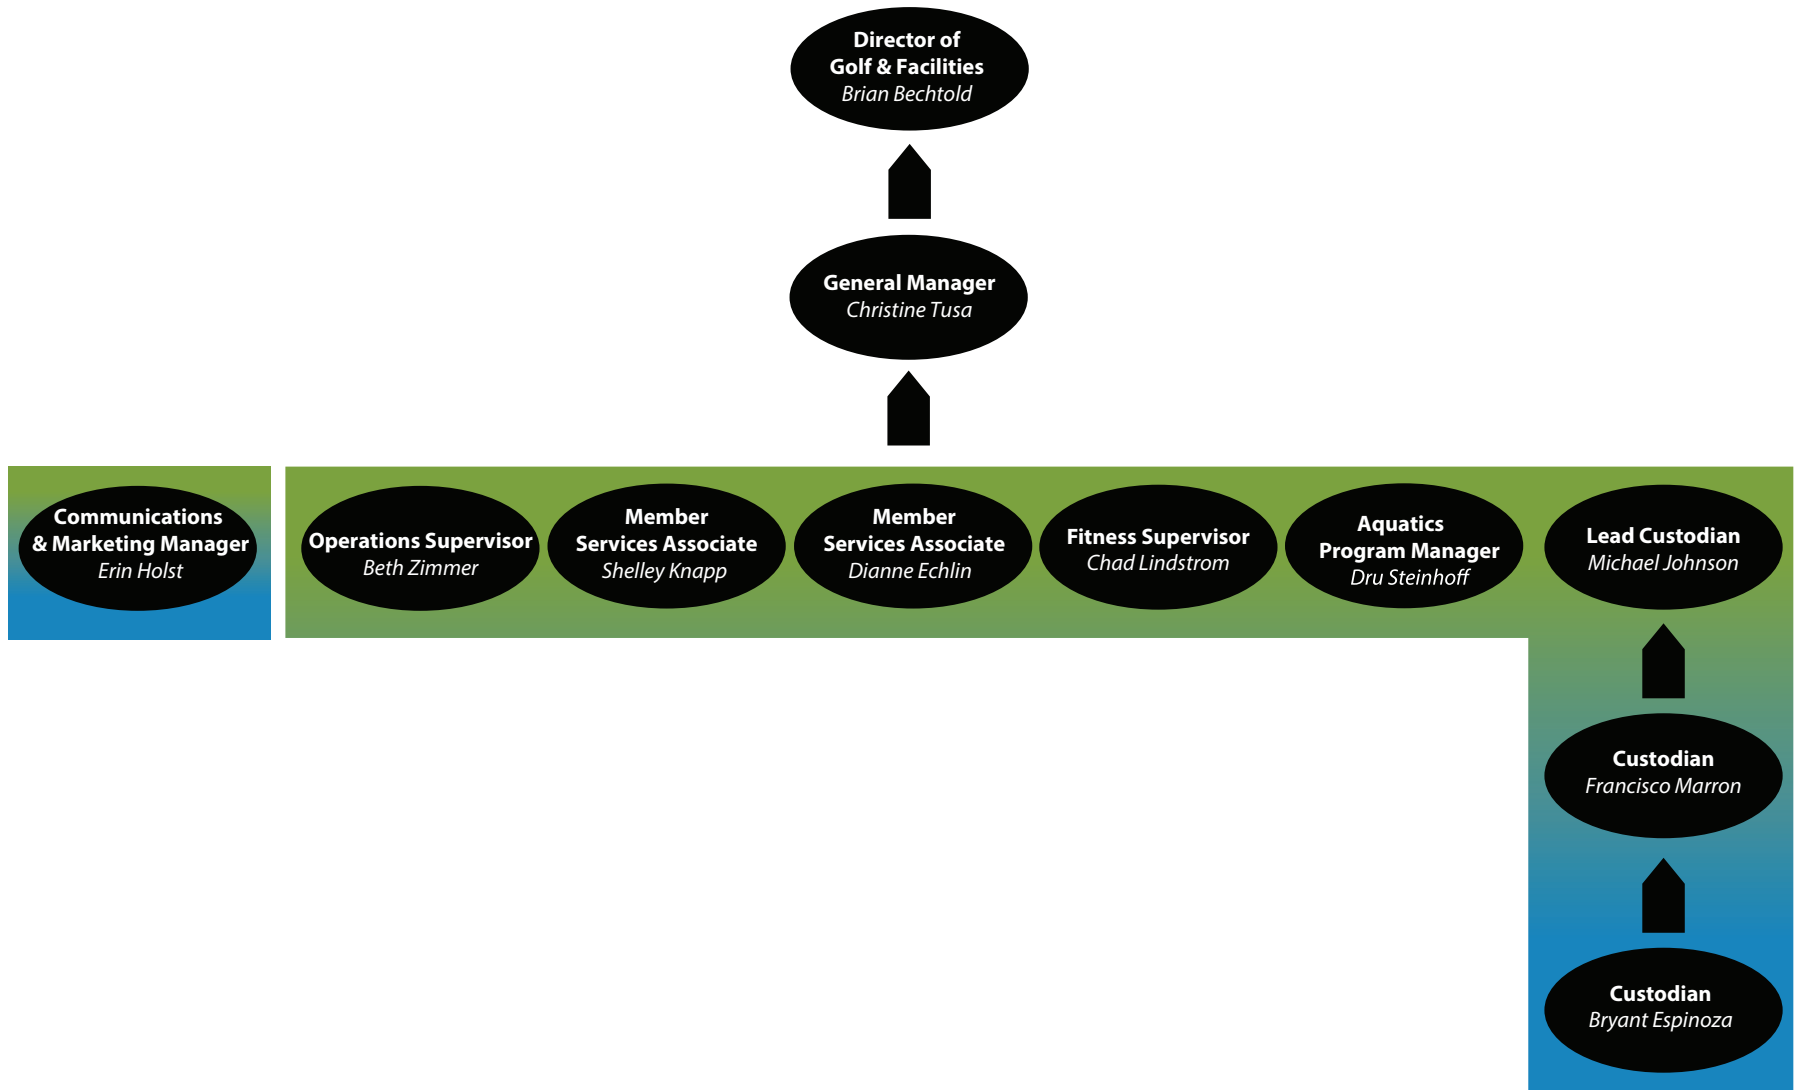 Director of
Golf & Facilities
Brian Bechtold
General Manager
Christine Tusa
Communications
& Marketing Manager
Erin Holst
Operations Supervisor
Beth Zimmer
Member
Services Associate
Shelley Knapp
Member
Services Associate
Dianne Echlin
Fitness Supervisor
Chad Lindstrom
Aquatics
Program Manager
Dru Steinhoff
Lead Custodian
Michael Johnson
Custodian
Francisco Marron
Custodian
Bryant Espinoza